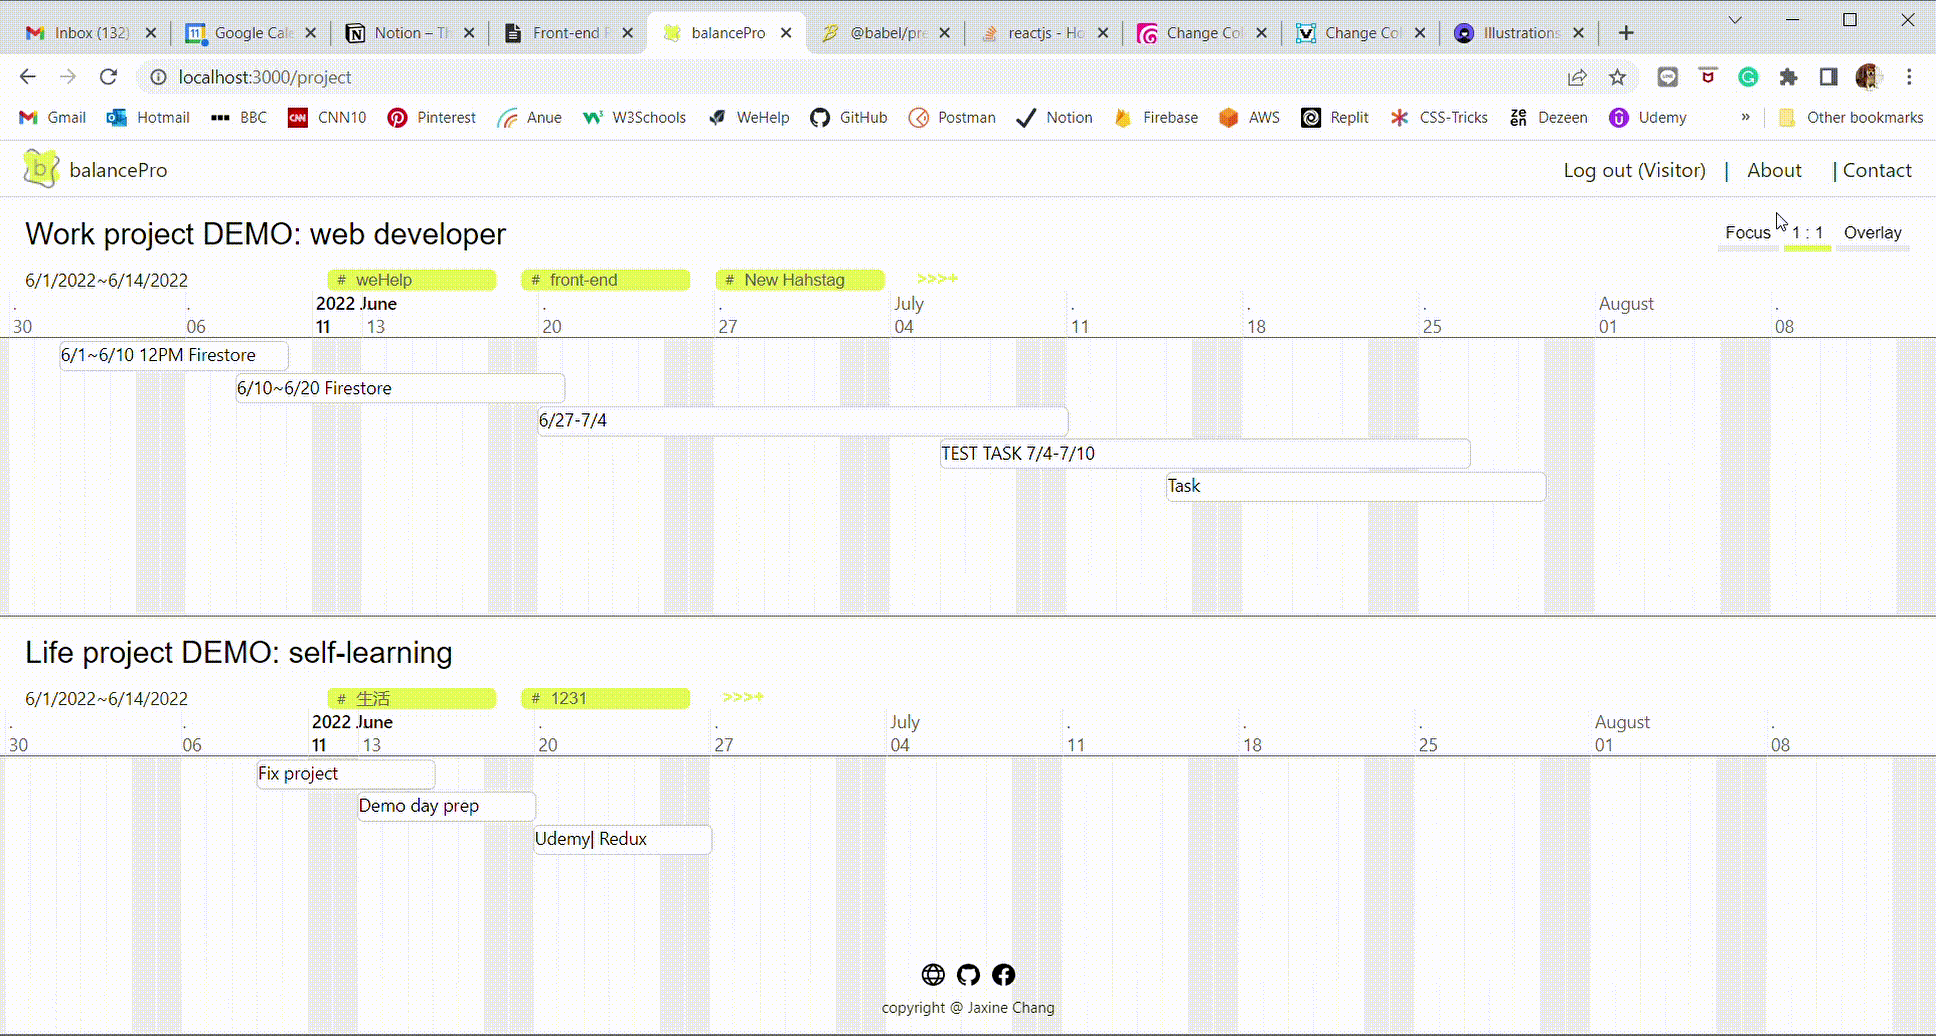 Inbox (132)
Google Cale
Notion – Th
Front-end
balancePro
@babel/pre
reactjs - Ho
Change Col
Change Col
Illustrations
localhost:3000/project
Gmail
Hotmail
BBC
CNN10
Pinterest
Anue
W3Schools
WeHelp
GitHub
Postman
Notion
Firebase
AWS
Replit
CSS-Tricks
Dezeen
Udemy
»
Other bookmarks
b balancePro
Log out (Visitor) | About | Contact
Work project DEMO: web developer
Focus 1 : 1 Overlay
6/1/2022~6/14/2022
# weHelp
# front-end
# New Hahstag
>>>+
2022 June July August
30 06 11 13 20 27 04 11 18 25 01 08
6/1~6/10 12PM Firestore
6/10~6/20 Firestore
6/27-7/4
TEST TASK 7/4-7/10
Task
Life project DEMO: self-learning
6/1/2022~6/14/2022
# 生活
# 1231
>>>+
2022 June July August
30 06 11 13 20 27 04 11 18 25 01 08
Fix project
Demo day prep
Udemy| Redux
copyright @ Jaxine Chang